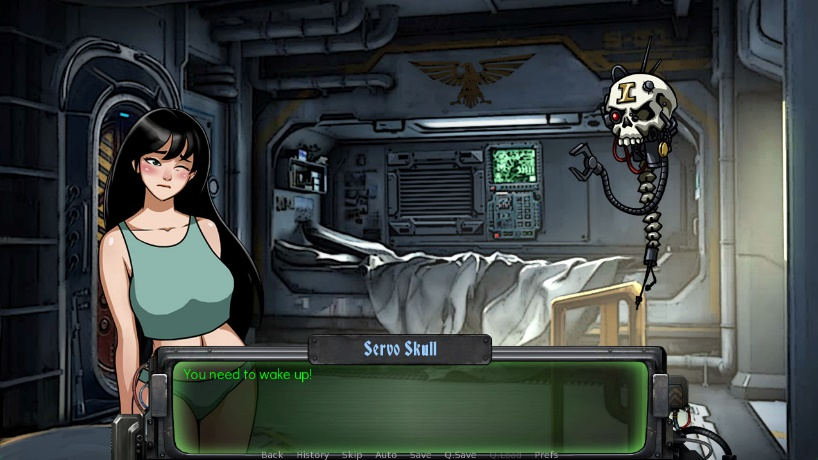 I
Servo Skull
You need to wake up!
Back History Skip Auto Save Q.Save Q.Load Prefs